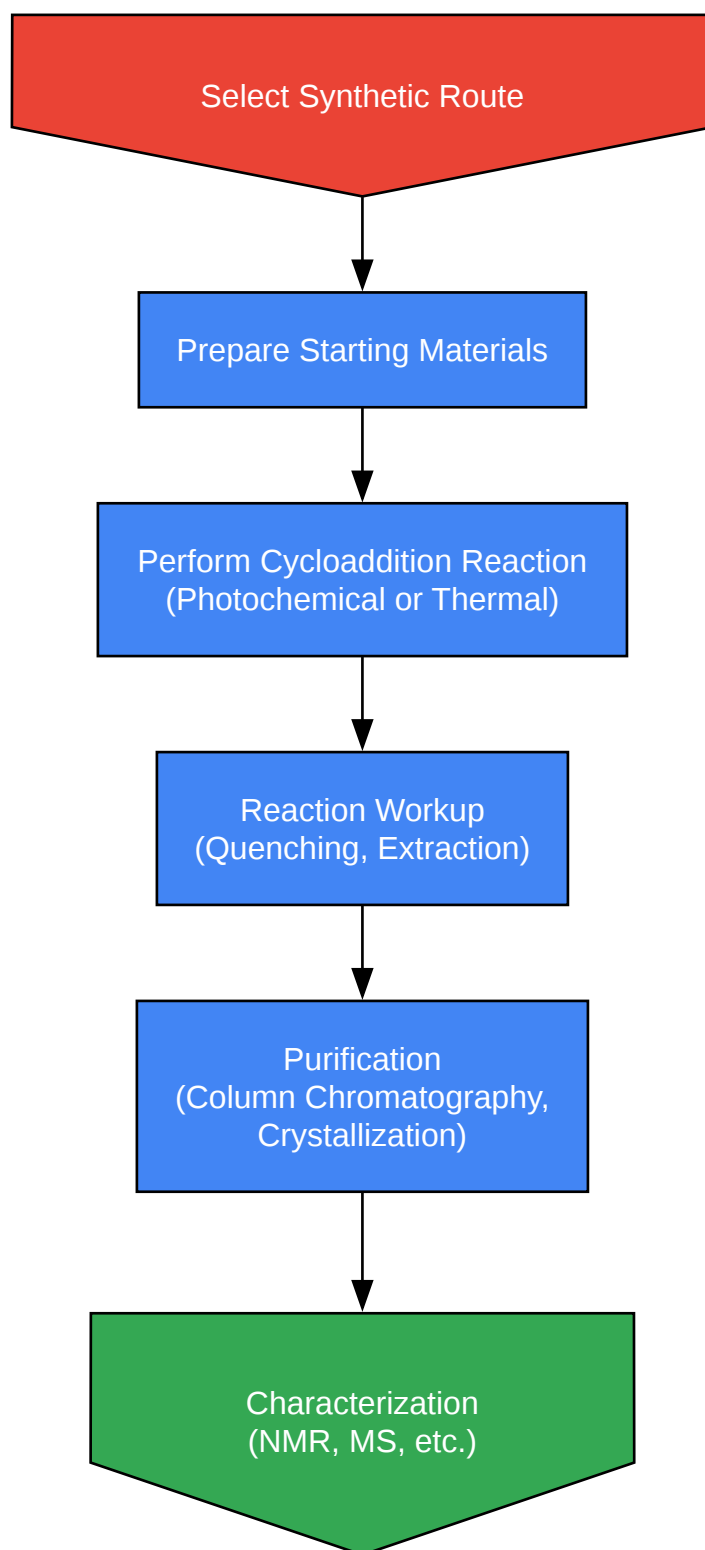 Select Synthetic Route
Prepare Starting Materials
Perform Cycloaddition Reaction
(Photochemical or Thermal)
Reaction Workup
(Quenching, Extraction)
Purification
(Column Chromatography,
Crystallization)
Characterization
(NMR, MS, etc.)